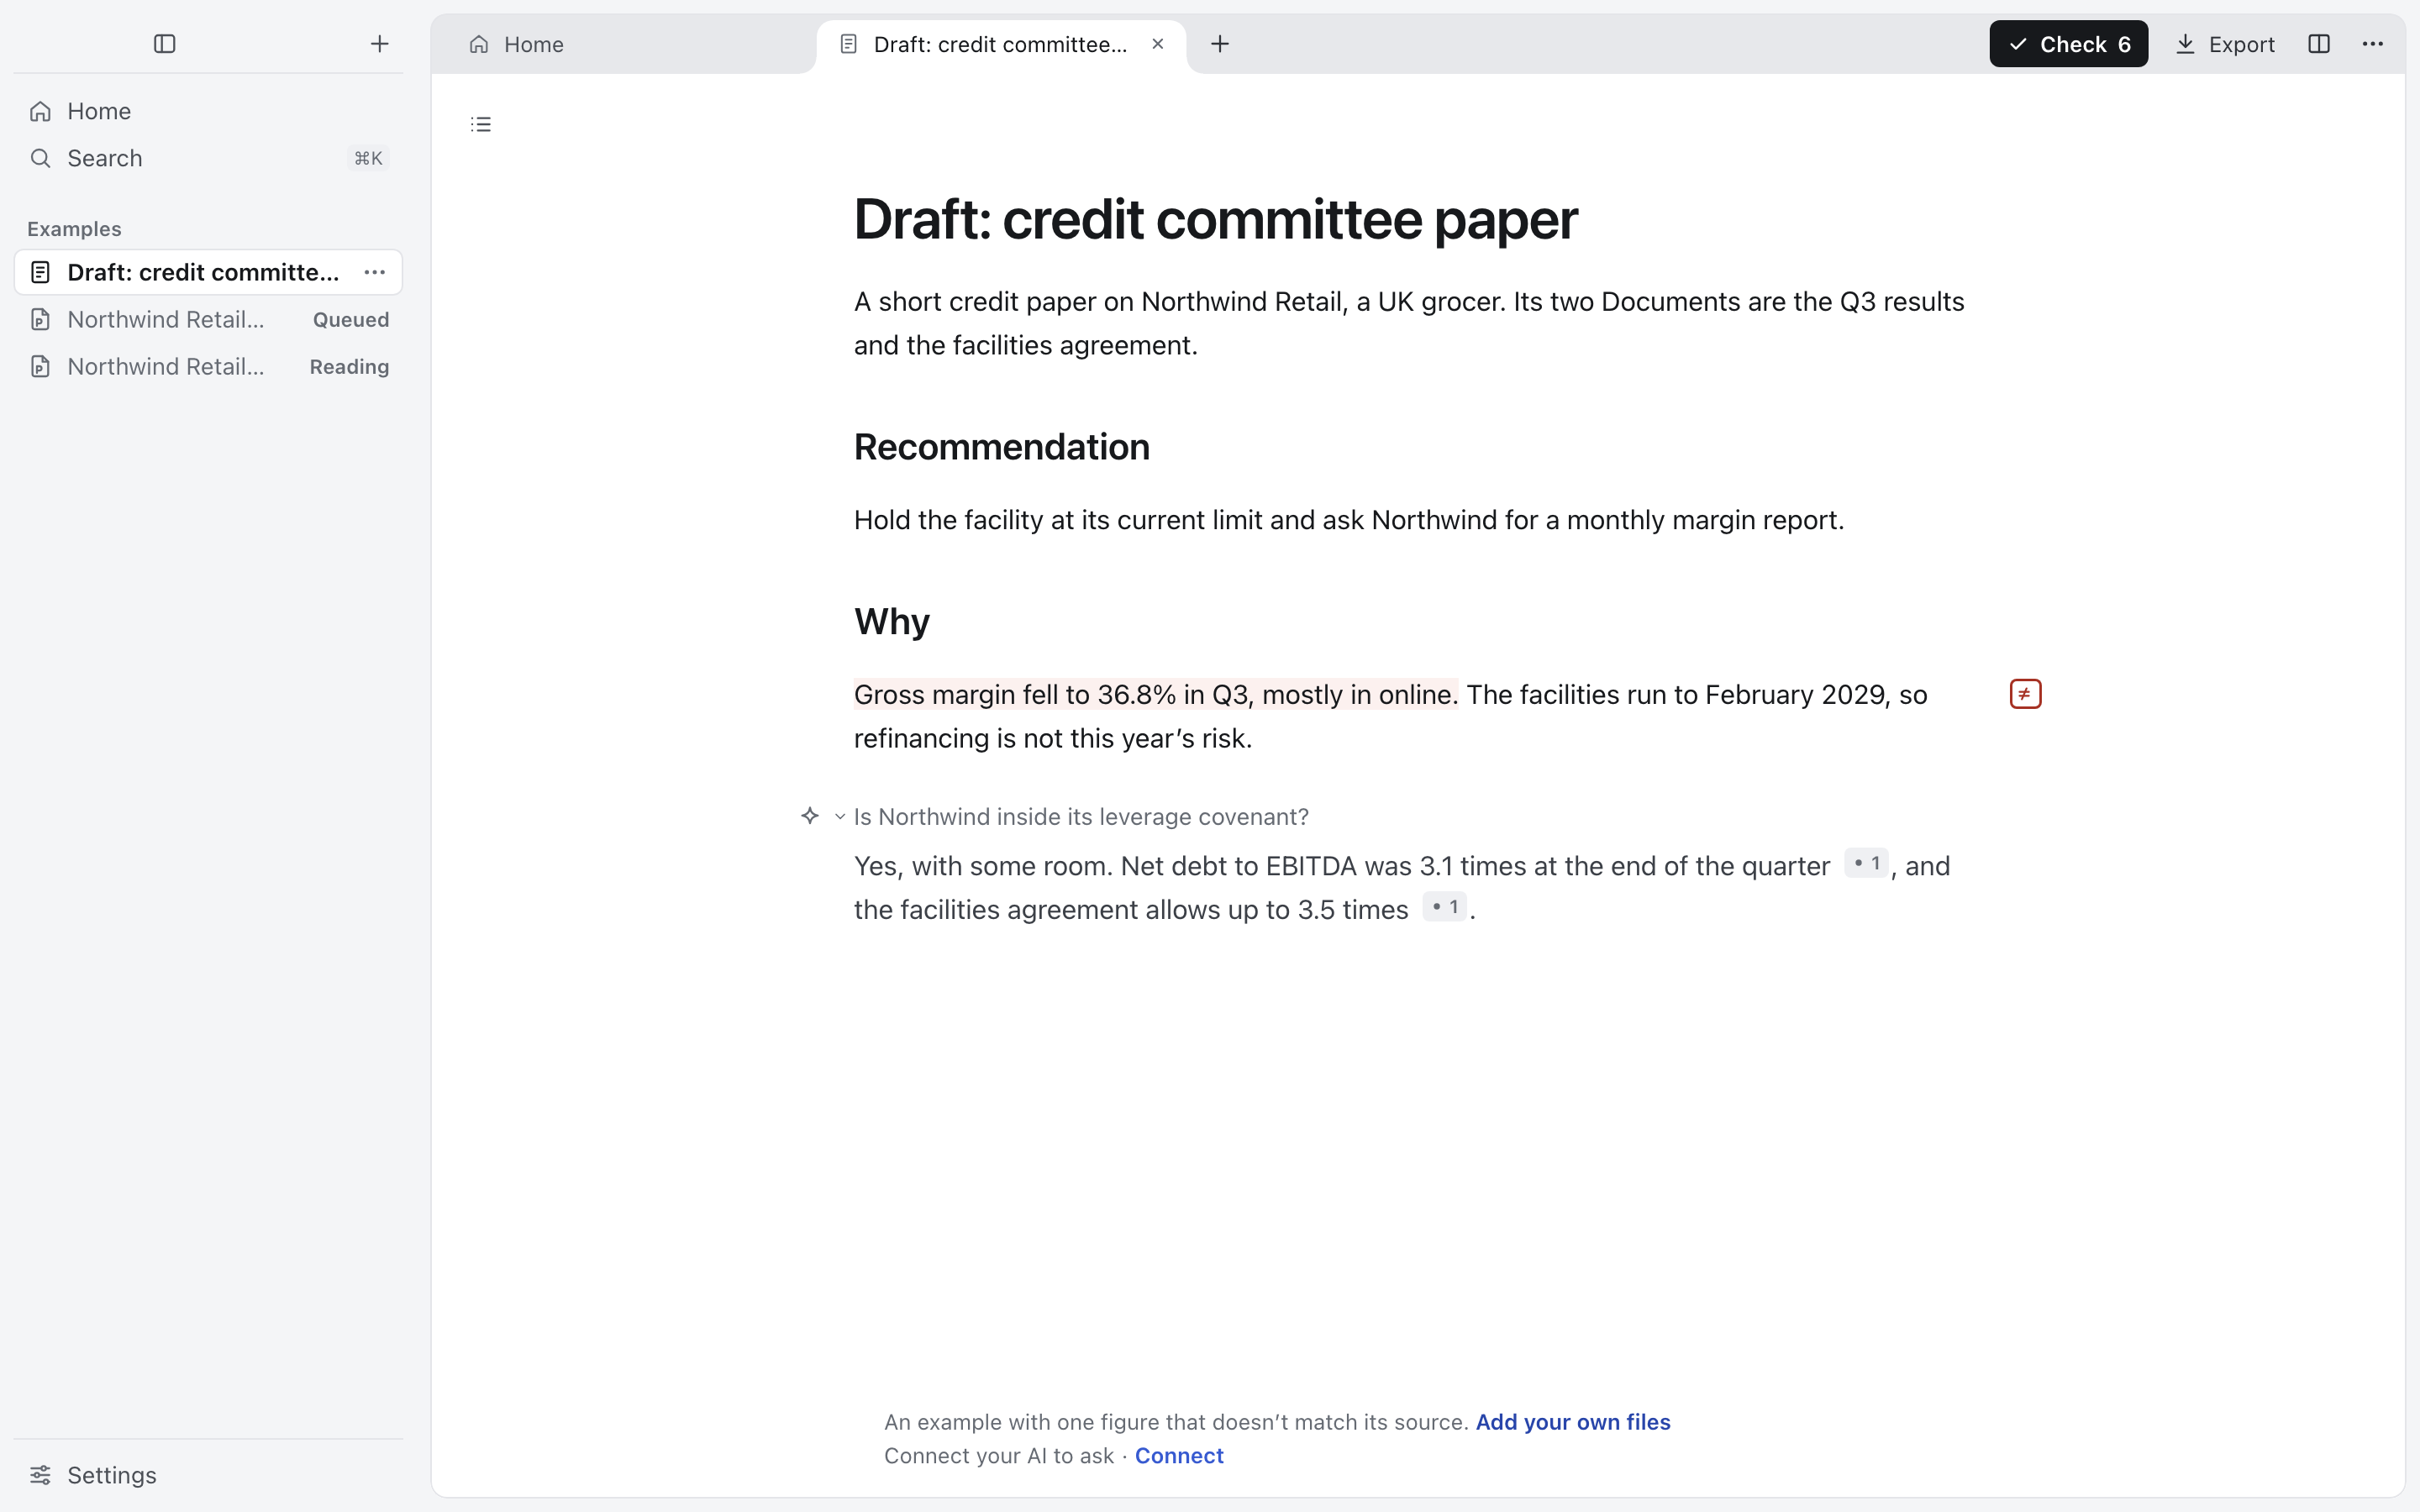 Home
Search ⌘K
Examples
Draft: credit committe...
Northwind Retail... Queued
Northwind Retail... Reading
Settings
Home
Draft: credit committee...
Check 6
Export
Draft: credit committee paper
A short credit paper on Northwind Retail, a UK grocer. Its two Documents are the Q3 results
and the facilities agreement.
Recommendation
Hold the facility at its current limit and ask Northwind for a monthly margin report.
Why
Gross margin fell to 36.8% in Q3, mostly in online. The facilities run to February 2029, so
refinancing is not this year’s risk.
≠
Is Northwind inside its leverage covenant?
Yes, with some room. Net debt to EBITDA was 3.1 times at the end of the quarter • 1, and
the facilities agreement allows up to 3.5 times • 1.
An example with one figure that doesn’t match its source. Add your own files
Connect your AI to ask · Connect